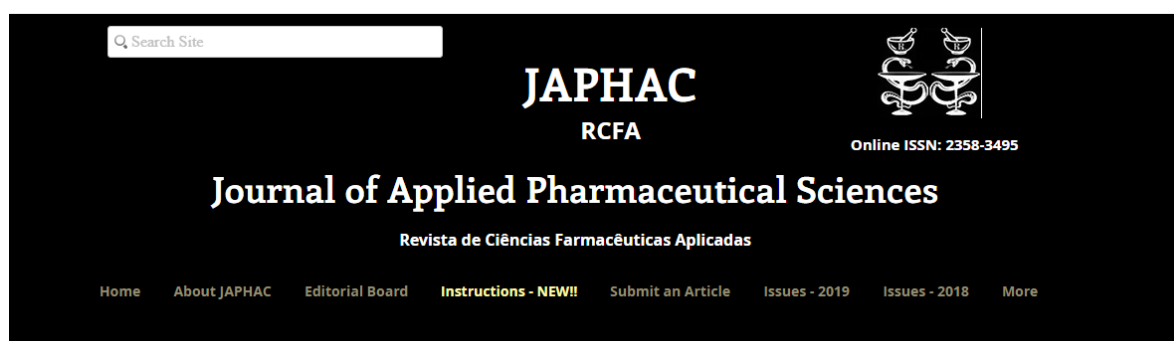 Search Site
JAPHAC
RCFA
R R
Online ISSN: 2358-3495
Journal of Applied Pharmaceutical Sciences
Revista de Ciências Farmacêuticas Aplicadas
Home About JAPHAC Editorial Board Instructions - NEW!! Submit an Article Issues - 2019 Issues - 2018 More